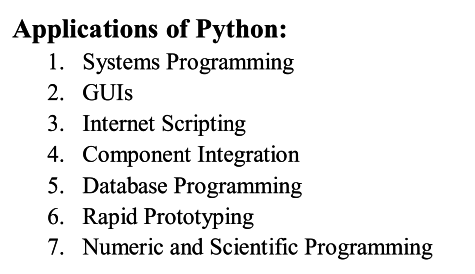 Applications of Python:
1. Systems Programming
2. GUIs
3. Internet Scripting
4. Component Integration
5. Database Programming
6. Rapid Prototyping
7. Numeric and Scientific Programming